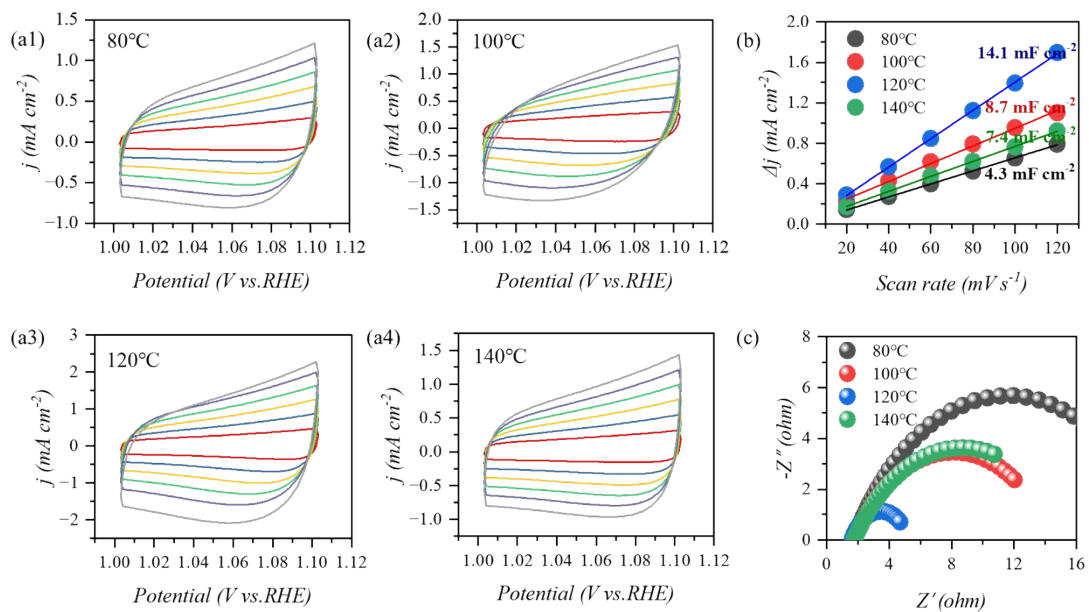 (a1)
80℃
1.5
1.0
0.5
0.0
-0.5
-1.0
j (mA cm⁻²)
1.00 1.02 1.04 1.06 1.08 1.10 1.12
Potential (V vs.RHE)
(a2)
100℃
1.5
1.0
0.5
0.0
-0.5
-1.0
-1.5
j (mA cm⁻²)
1.00 1.02 1.04 1.06 1.08 1.10 1.12
Potential (V vs.RHE)
(b)
80℃
100℃
120℃
140℃
14.1 mF cm⁻²
8.7 mF cm⁻²
7.4 mF cm⁻²
4.3 mF cm⁻²
2.0
1.6
1.2
0.8
0.4
0.0
Δj (mA cm⁻²)
20 40 60 80 100 120
Scan rate (mV s⁻¹)
(a3)
120℃
3
2
1
0
−1
−2
j (mA cm⁻²)
1.00 1.02 1.04 1.06 1.08 1.10 1.12
Potential (V vs.RHE)
(a4)
140℃
1.5
1.0
0.5
0.0
-0.5
-1.0
j (mA cm⁻²)
1.00 1.02 1.04 1.06 1.08 1.10 1.12
Potential (V vs.RHE)
(c)
80℃
100℃
120℃
140℃
8
6
4
2
0
-Z″ (ohm)
0 4 8 12 16
Z′ (ohm)